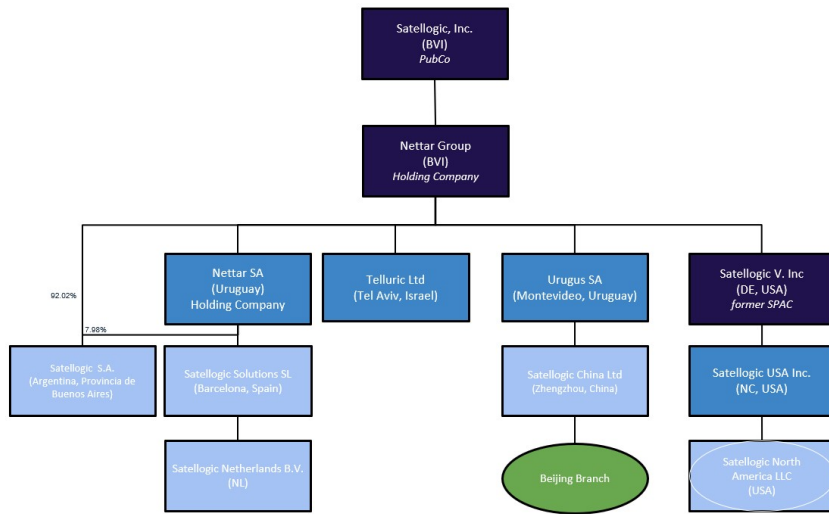 Satellogic, Inc.
(BVI)
PubCo
Nettar Group
(BVI)
Holding Company
Nettar SA
(Uruguay)
Holding Company
Telluric Ltd
(Tel Aviv, Israel)
Urugus SA
(Montevideo, Uruguay)
Satellogic V. Inc
(DE, USA)
former SPAC
92.02%
7.98%
Satellogic S.A.
(Argentina, Provincia de
Buenos Aires)
Satellogic Solutions SL
(Barcelona, Spain)
Satellogic China Ltd
(Zhengzhou, China)
Satellogic USA Inc.
(NC, USA)
Satellogic Netherlands B.V.
(NL)
Beijing Branch
Satellogic North
America LLC
(USA)